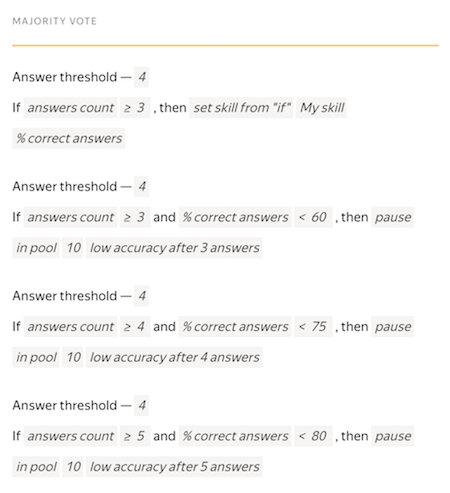 MAJORITY VOTE
Answer threshold — 4
If answers count ≥ 3 , then set skill from "if" My skill
% correct answers
Answer threshold — 4
If answers count ≥ 3 and % correct answers < 60 , then pause
in pool 10 low accuracy after 3 answers
Answer threshold — 4
If answers count ≥ 4 and % correct answers < 75 , then pause
in pool 10 low accuracy after 4 answers
Answer threshold — 4
If answers count ≥ 5 and % correct answers < 80 , then pause
in pool 10 low accuracy after 5 answers